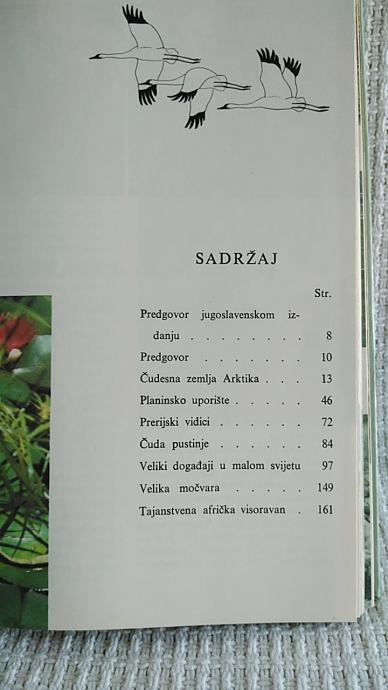 SADRŽAJ
Str.
Predgovor jugoslavenskom iz-
danju . . . . . . . . 8
Predgovor . . . . . . . 10
Čudesna zemlja Arktika . . . 13
Planinsko uporište . . . . . 46
Prerijski vidici . . . . . . 72
Čuda pustinje . . . . . . 84
Veliki događaji u malom svijetu 97
Velika močvara . . . . . 149
Tajanstvena afrička visoravan . 161